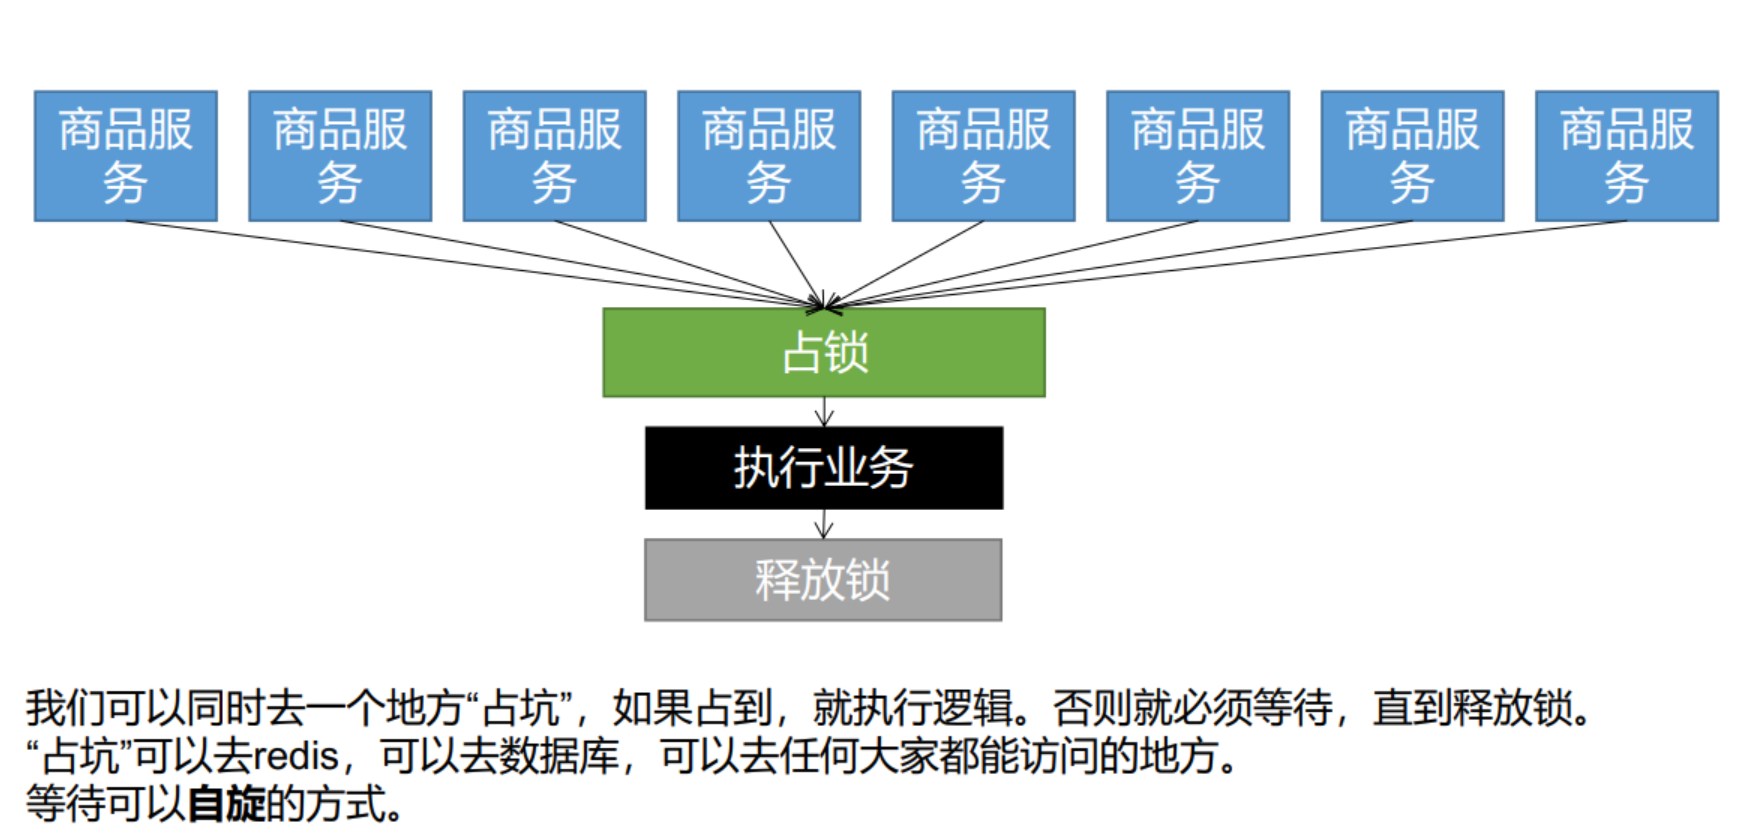 商品服
务
商品服
务
商品服
务
商品服
务
商品服
务
商品服
务
商品服
务
商品服
务
占锁
执行业务
释放锁
我们可以同时去一个地方“占坑”，如果占到，就执行逻辑。否则就必须等待，直到释放锁。
“占坑”可以去redis，可以去数据库，可以去任何大家都能访问的地方。
等待可以自旋的方式。